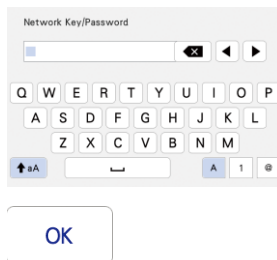 Network Key/Password
Q W E R T Y U I O P
A S D F G H J K L
Z X C V B N M
aA A 1 @
OK